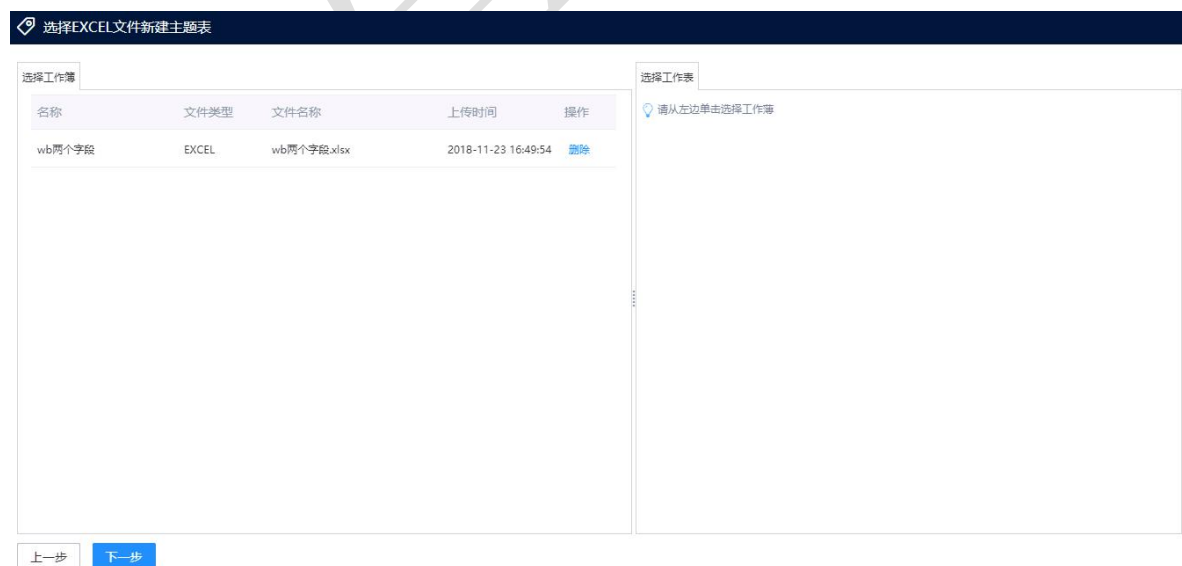 选择EXCEL文件新建主题表
选择工作簿
名称 文件类型 文件名称 上传时间 操作
wb两个字段 EXCEL wb两个字段.xlsx 2018-11-23 16:49:54 删除
选择工作表
请从左边单击选择工作簿
上一步 下一步